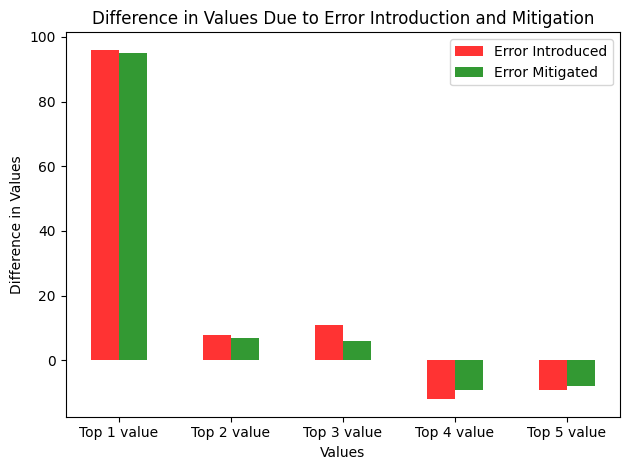 Difference in Values Due to Error Introduction and Mitigation
Error Introduced
Error Mitigated
Difference in Values
100
80
60
40
20
0
Top 1 value
Top 2 value
Top 3 value
Top 4 value
Top 5 value
Values